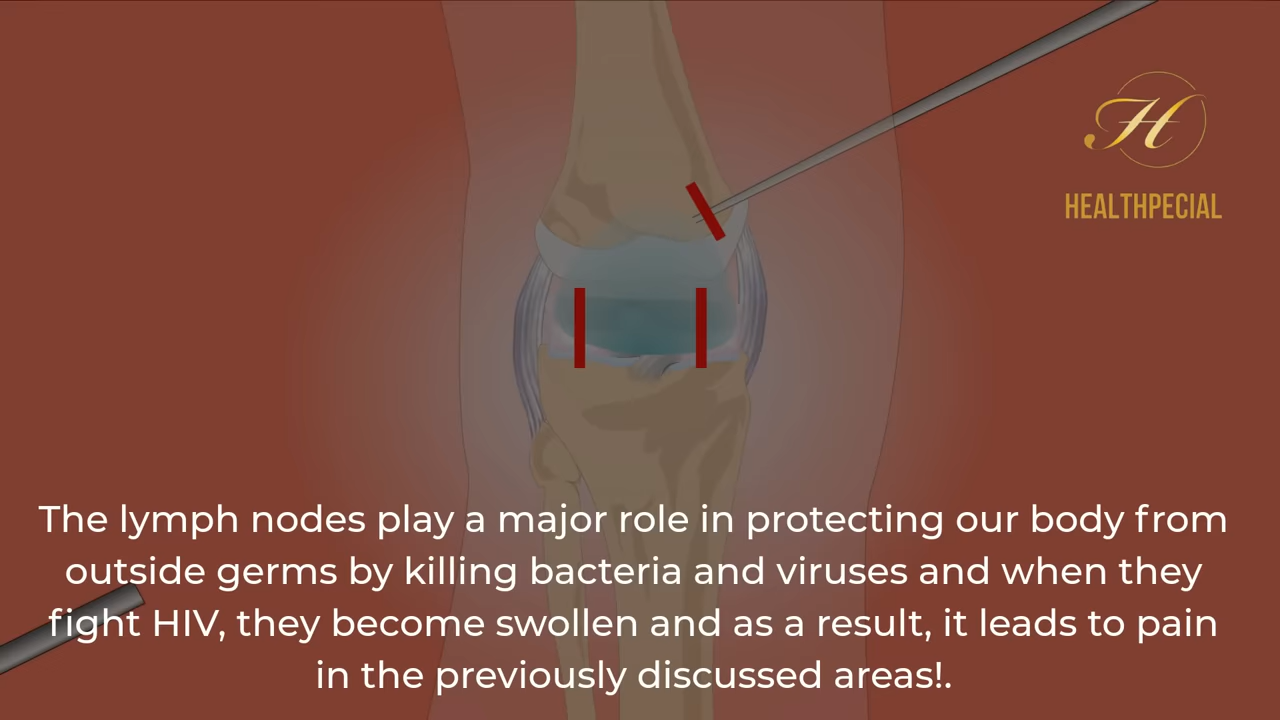 HEALTHPECIAL
The lymph nodes play a major role in protecting our body from
outside germs by killing bacteria and viruses and when they
fight HIV, they become swollen and as a result, it leads to pain
in the previously discussed areas!.